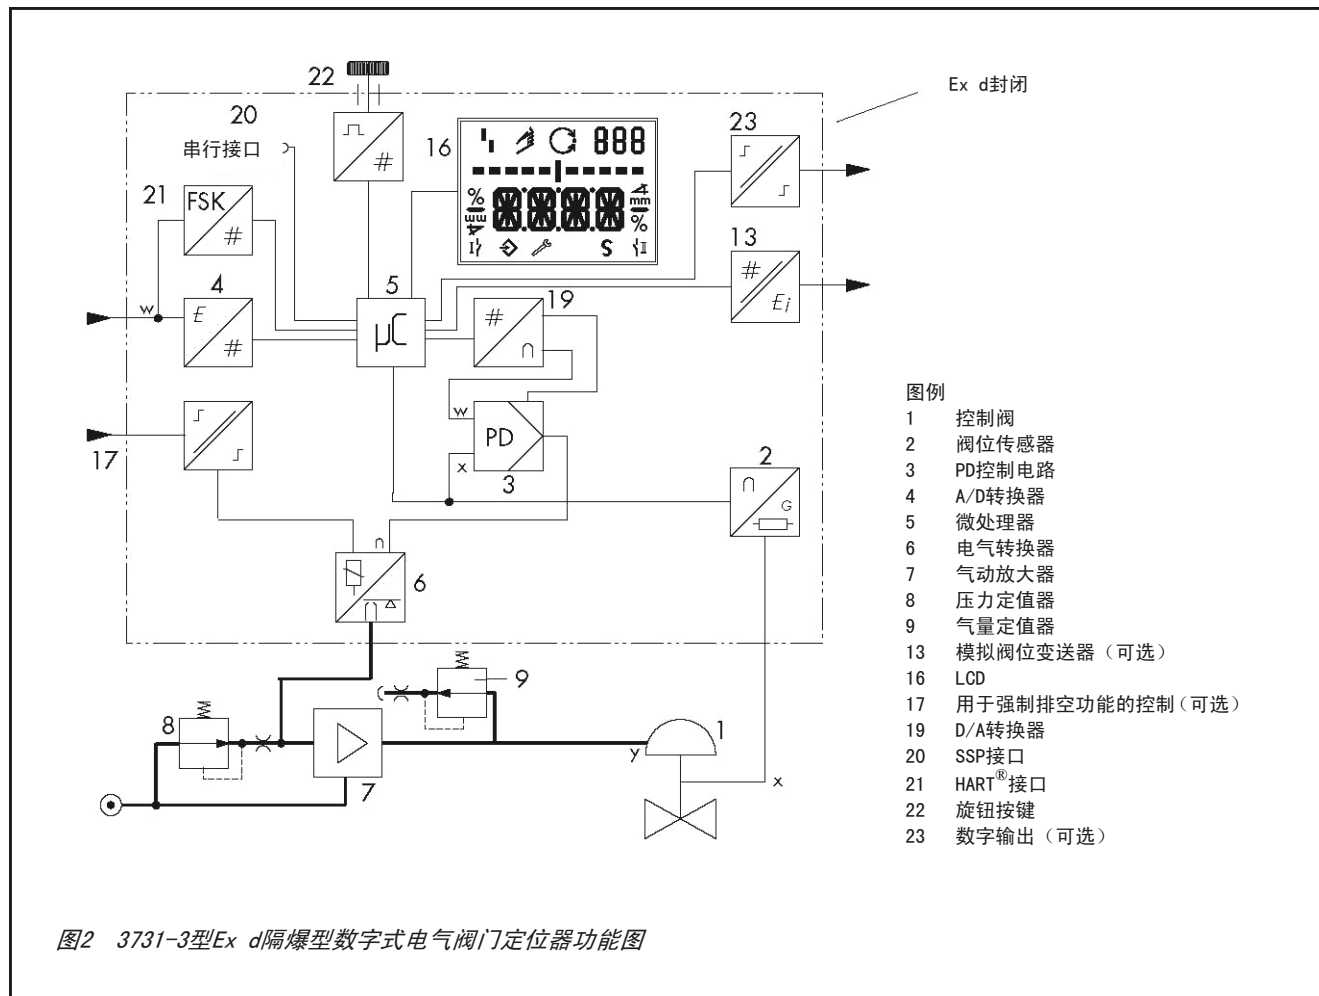 22
Ex d封闭
20
串行接口
16
888
23
#
%
mm
%
mm
S
21
FSK
#
13
#
Ei
w
4
E
#
5
µC
19
#
w
PD
x
3
17
2
G
6
9
8
7
y
1
x
图例
1 控制阀
2 阀位传感器
3 PD控制电路
4 A/D转换器
5 微处理器
6 电气转换器
7 气动放大器
8 压力定值器
9 气量定值器
13 模拟阀位变送器（可选）
16 LCD
17 用于强制排空功能的控制（可选）
19 D/A转换器
20 SSP接口
21 HART®接口
22 旋钮按键
23 数字输出（可选）
图2 3731-3型Ex d隔爆型数字式电气阀门定位器功能图